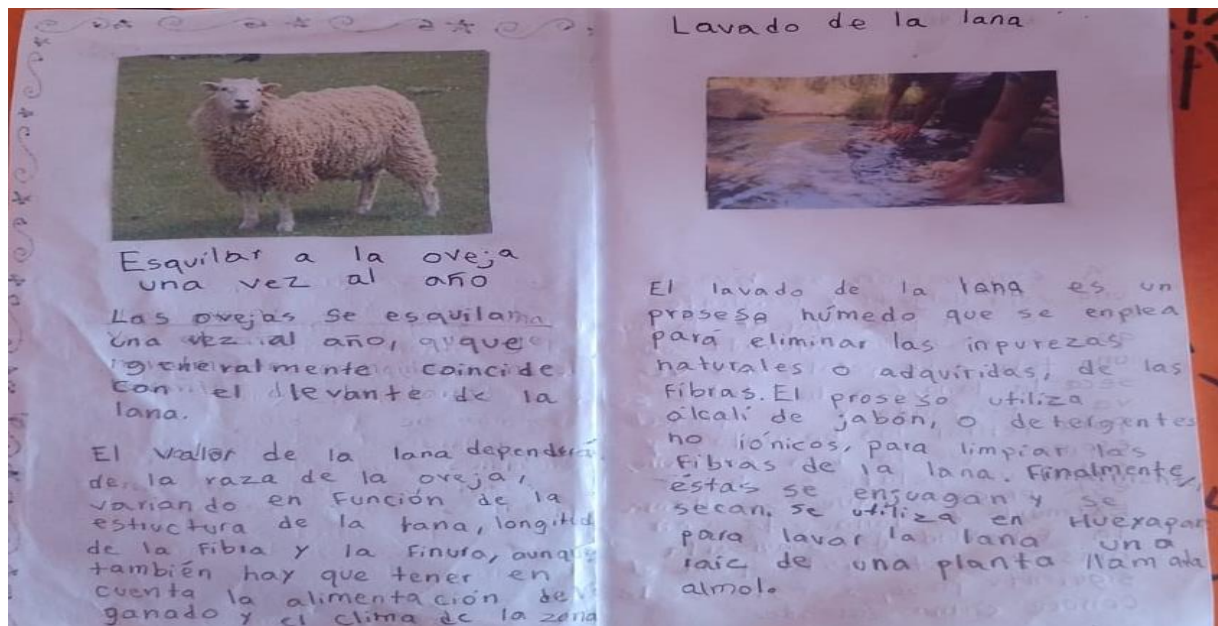 Esquilar a la oveja
una vez al año
Las ovejas se esquilan
una vez al año, que
generalmente coincide
con el levante de la
lana.
El valor de la lana dependerá
de la raza de la oveja,
variando en función de la
estructura de la lana, longitud
de la fibra y la finura, aunque
también hay que tener en
cuenta la alimentación del
ganado y el clima de la zona
Lavado de la lana
El lavado de la lana es un
proseso húmedo que se enplea
para eliminar las inpurezas
naturales o adquiridas, de las
fibras. El proseso utiliza
álcali de jabón, o detergentes
no iónicos, para limpiar las
fibras de la lana. Finalmente,
estas se enjuagan y se
secan. Se utiliza en Huexapan
para lavar la lana una
raíz de una planta llamada
almol.